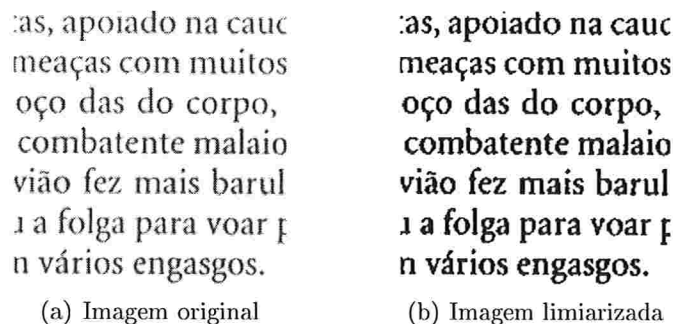 as, apoiado na cauc
meaças com muitos
oço das do corpo,
combatente malaio
vião fez mais barul
a folga para voar p
n vários engasgos.
(a) Imagem original
as, apoiado na cauc
meaças com muitos
oço das do corpo,
combatente malaio
vião fez mais barul
a folga para voar p
n vários engasgos.
(b) Imagem limiarizada